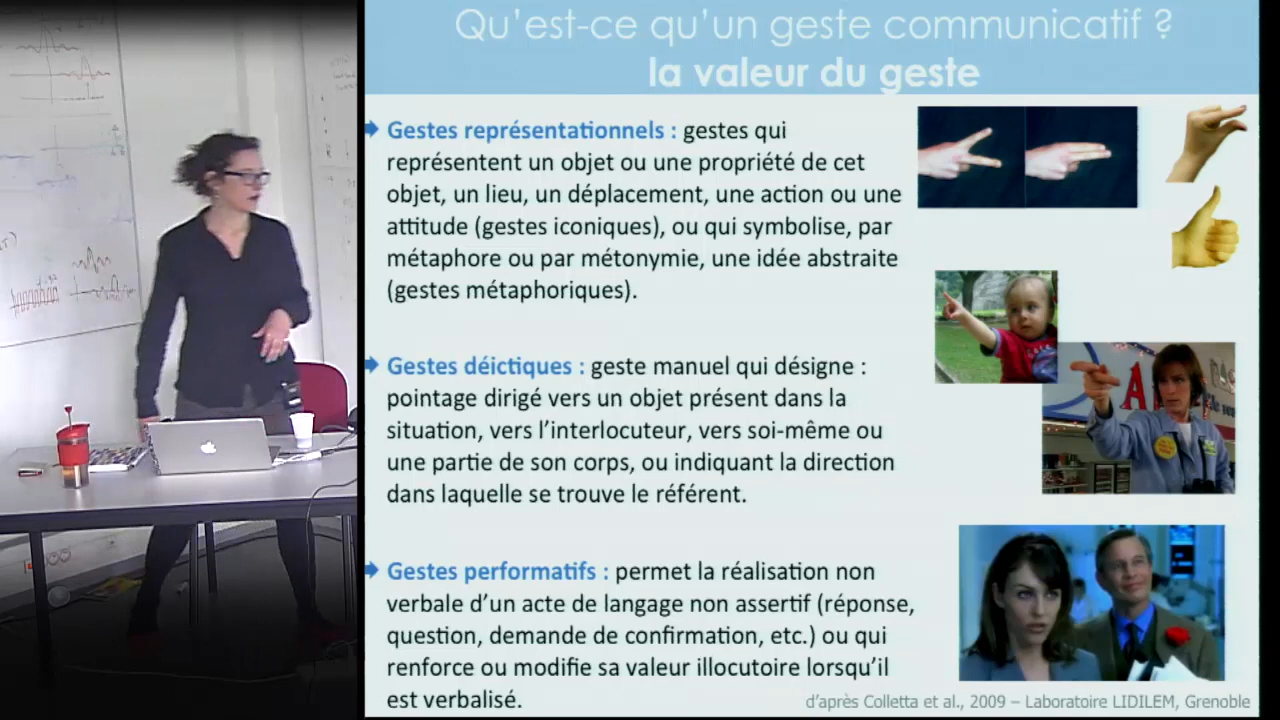 Qu'est-ce qu'un geste communicatif ?
la valeur du geste
Gestes représentationnels : gestes qui
représentent un objet ou une propriété de cet
objet, un lieu, un déplacement, une action ou une
attitude (gestes iconiques), ou qui symbolise, par
métaphore ou par métonymie, une idée abstraite
(gestes métaphoriques).
Gestes déictiques : geste manuel qui désigne :
pointage dirigé vers un objet présent dans la
situation, vers l'interlocuteur, vers soi-même ou
une partie de son corps, ou indiquant la direction
dans laquelle se trouve le référent.
Gestes performatifs : permet la réalisation non
verbale d'un acte de langage non assertif (réponse,
question, demande de confirmation, etc.) ou qui
renforce ou modifie sa valeur illocutoire lorsqu'il
est verbalisé.
d'après Colletta et al., 2009 – Laboratoire LIDILEM, Grenoble